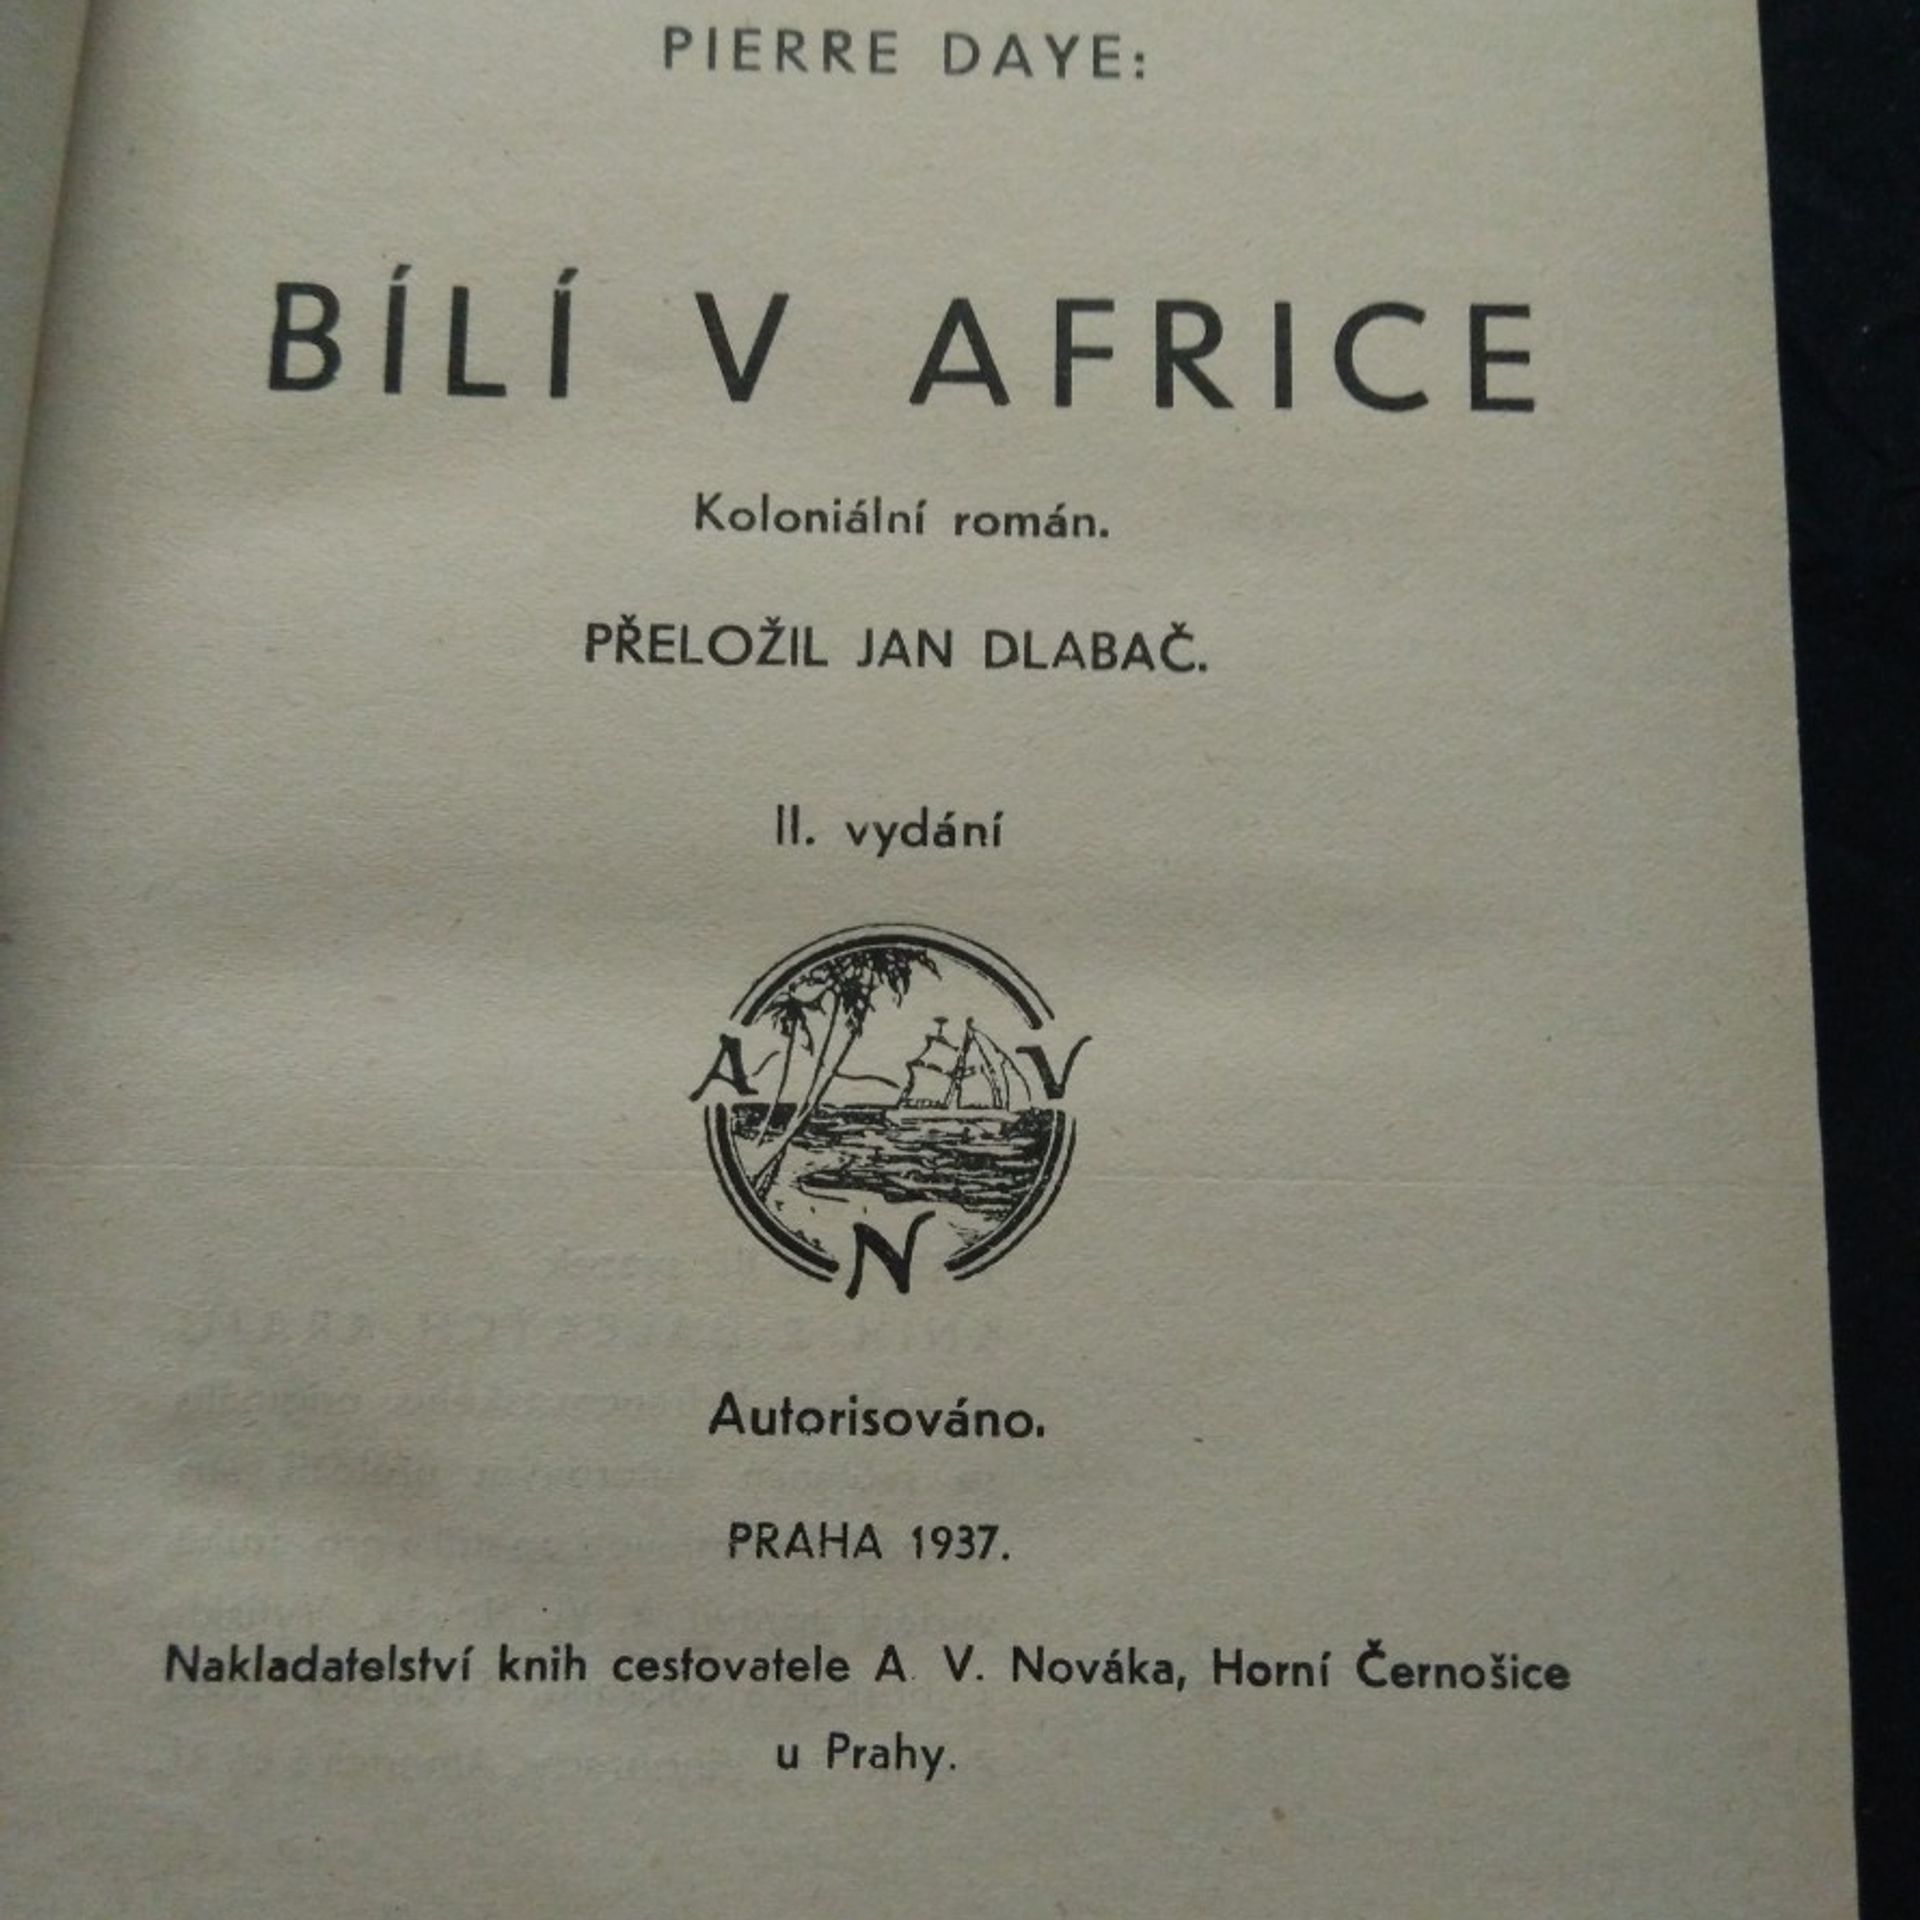 PIERRE DAYE:
BÍLÍ V AFRICE
Koloniální román.
PŘELOŽIL JAN DLABAČ.
II. vydání
A V
N
Autorisováno.
PRAHA 1937.
Nakladatelství knih cestovatele A. V. Nováka, Horní Černošice
u Prahy.